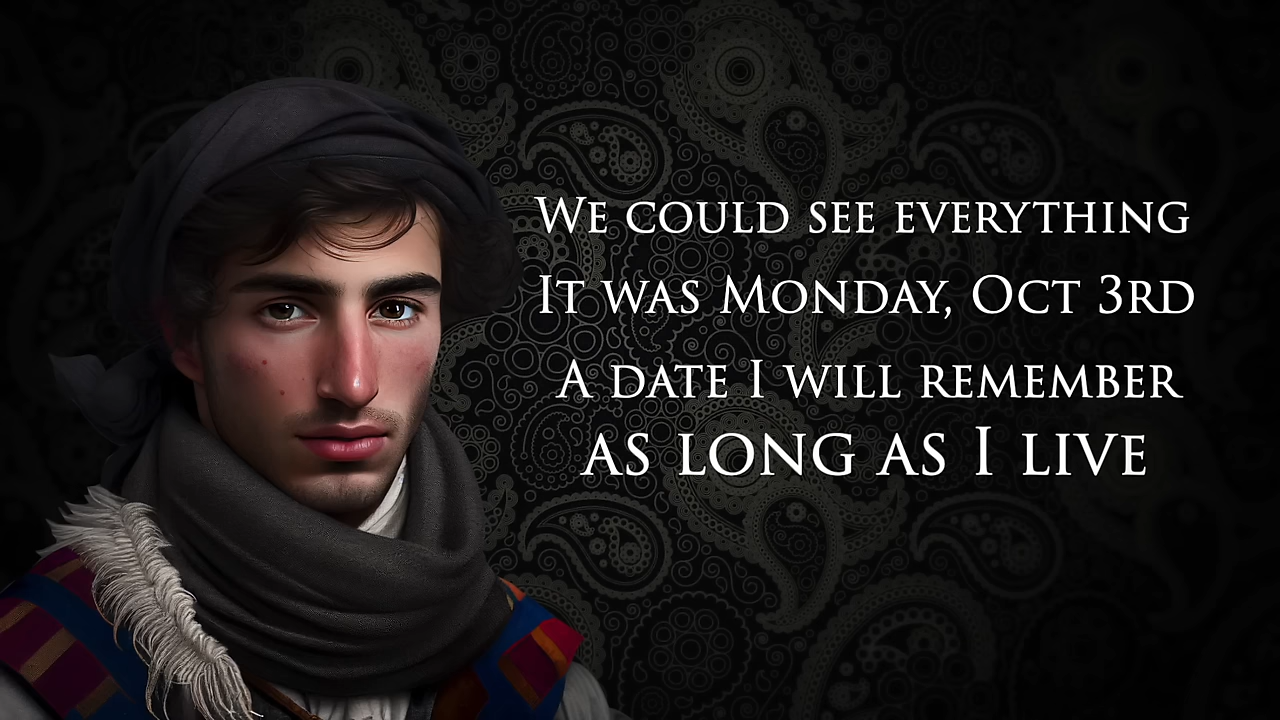 We could see everything
It was Monday, Oct 3rd
A date I will remember
as long as I live